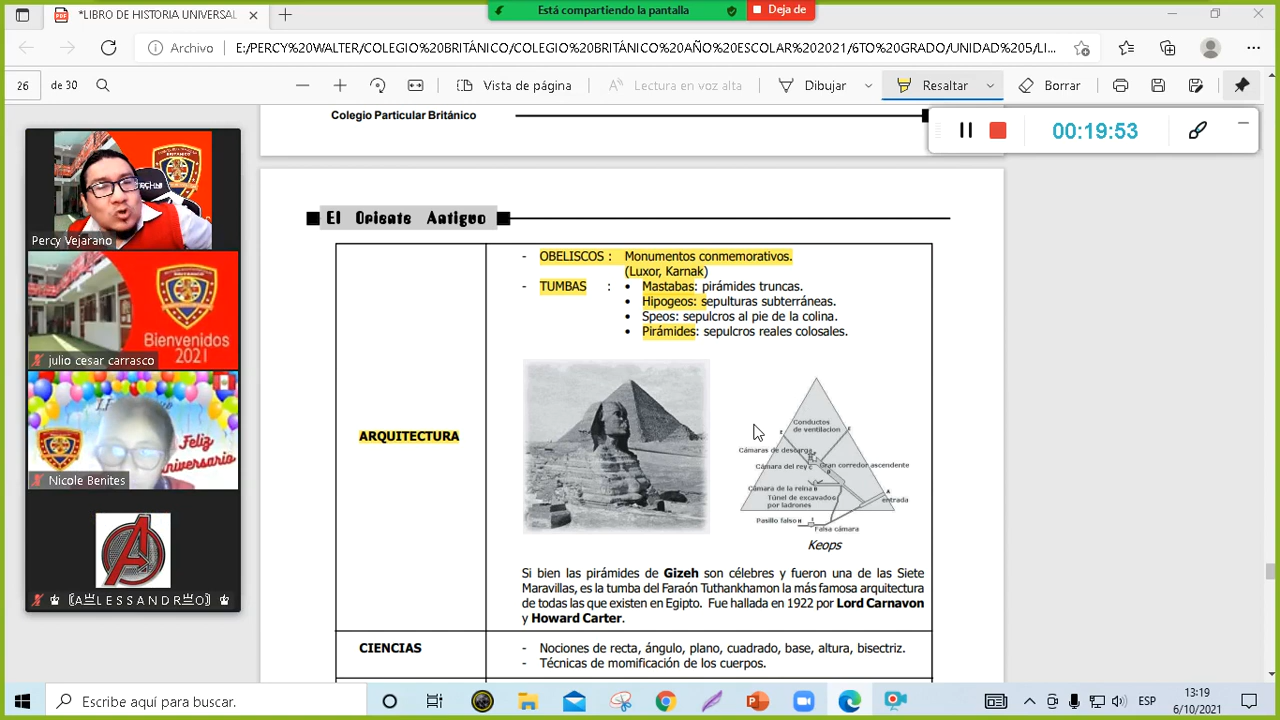 *LIBRO DE HISTORIA UNIVERSAL
Está compartiendo la pantalla
Deja de
Archivo
E:/PERCY%20WALTER/COLEGIO%20BRITÁNICO/COLEGIO%20BRITÁNICO%20AÑO%20ESCOLAR%202021/6TO%20GRADO/UNIDAD%205/LI...
26
de 30
Vista de página
Lectura en voz alta
Dibujar
Resaltar
Borrar
Colegio Particular Británico
00:19:53
Percy Vejarano
Bienvenidos
2021
julio cesar carrasco
Feliz
Aniversario
Nicole Benites
(A L E S S A N D R O)
El Oriente Antiguo
- OBELISCOS : Monumentos conmemorativos.
(Luxor, Karnak)
- TUMBAS : • Mastabas: pirámides truncas.
• Hipogeos: sepulturas subterráneas.
• Speos: sepulcros al pie de la colina.
• Pirámides: sepulcros reales colosales.
ARQUITECTURA
Conductos
de ventilacion
Cámaras de descarga
Cámara del rey
Gran corredor ascendente
Cámara de la reina
Túnel de excavado
por ladrones
entrada
Pasillo falso
Falsa cámara
Keops
Si bien las pirámides de Gizeh son célebres y fueron una de las Siete
Maravillas, es la tumba del Faraón Tuthankhamon la más famosa arquitectura
de todas las que existen en Egipto. Fue hallada en 1922 por Lord Carnavon
y Howard Carter.
CIENCIAS
- Nociones de recta, ángulo, plano, cuadrado, base, altura, bisectriz.
- Técnicas de momificación de los cuerpos.
Escribe aquí para buscar.
ESP
13:19
6/10/2021